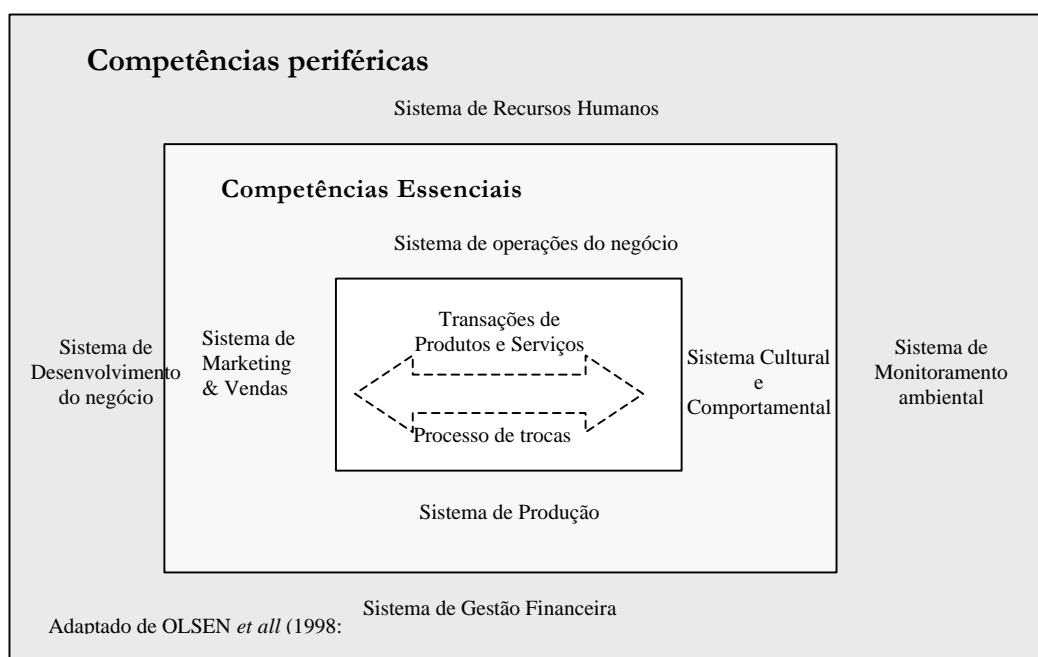 Competências periféricas
Sistema de Recursos Humanos
Competências Essenciais
Sistema de operações do negócio
Transações de
Produtos e Serviços
Sistema de
Desenvolvimento
do negócio
Sistema de
Marketing
& Vendas
Sistema Cultural
e
Comportamental
Sistema de
Monitoramento
ambiental
Processo de trocas
Sistema de Produção
Sistema de Gestão Financeira
Adaptado de OLSEN et all (1998: